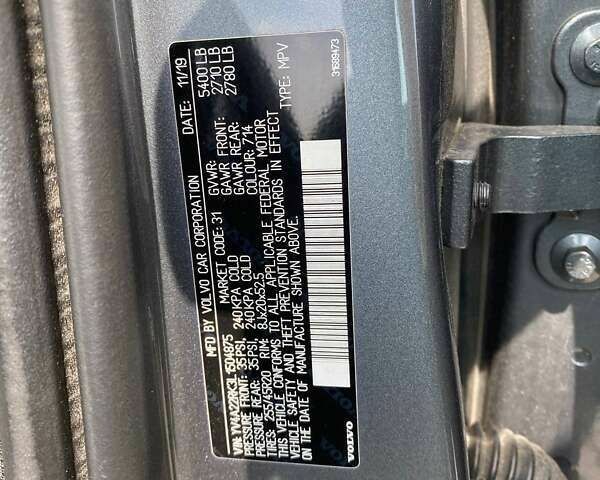 MFD BY VOLVO CAR CORPORATION DATE: 11/19
VIN: YV4A22RK3L1504875 MARKET CODE: 31 GVWR: 5400 LB
PRESSURE FRONT: 35 PSI, 240 KPA COLD GAWR FRONT: 2710 LB
PRESSURE REAR: 35 PSI, 240 KPA COLD GAWR REAR: 2780 LB
TIRES: 255/45R20 RIM: 8Jx20x52.5 COLOUR: 714
THIS VEHICLE CONFORMS TO ALL APPLICABLE FEDERAL MOTOR
VEHICLE SAFETY AND THEFT PREVENTION STANDARDS IN EFFECT
ON THE DATE OF MANUFACTURE SHOWN ABOVE. TYPE: MPV
VOLVO 31689473